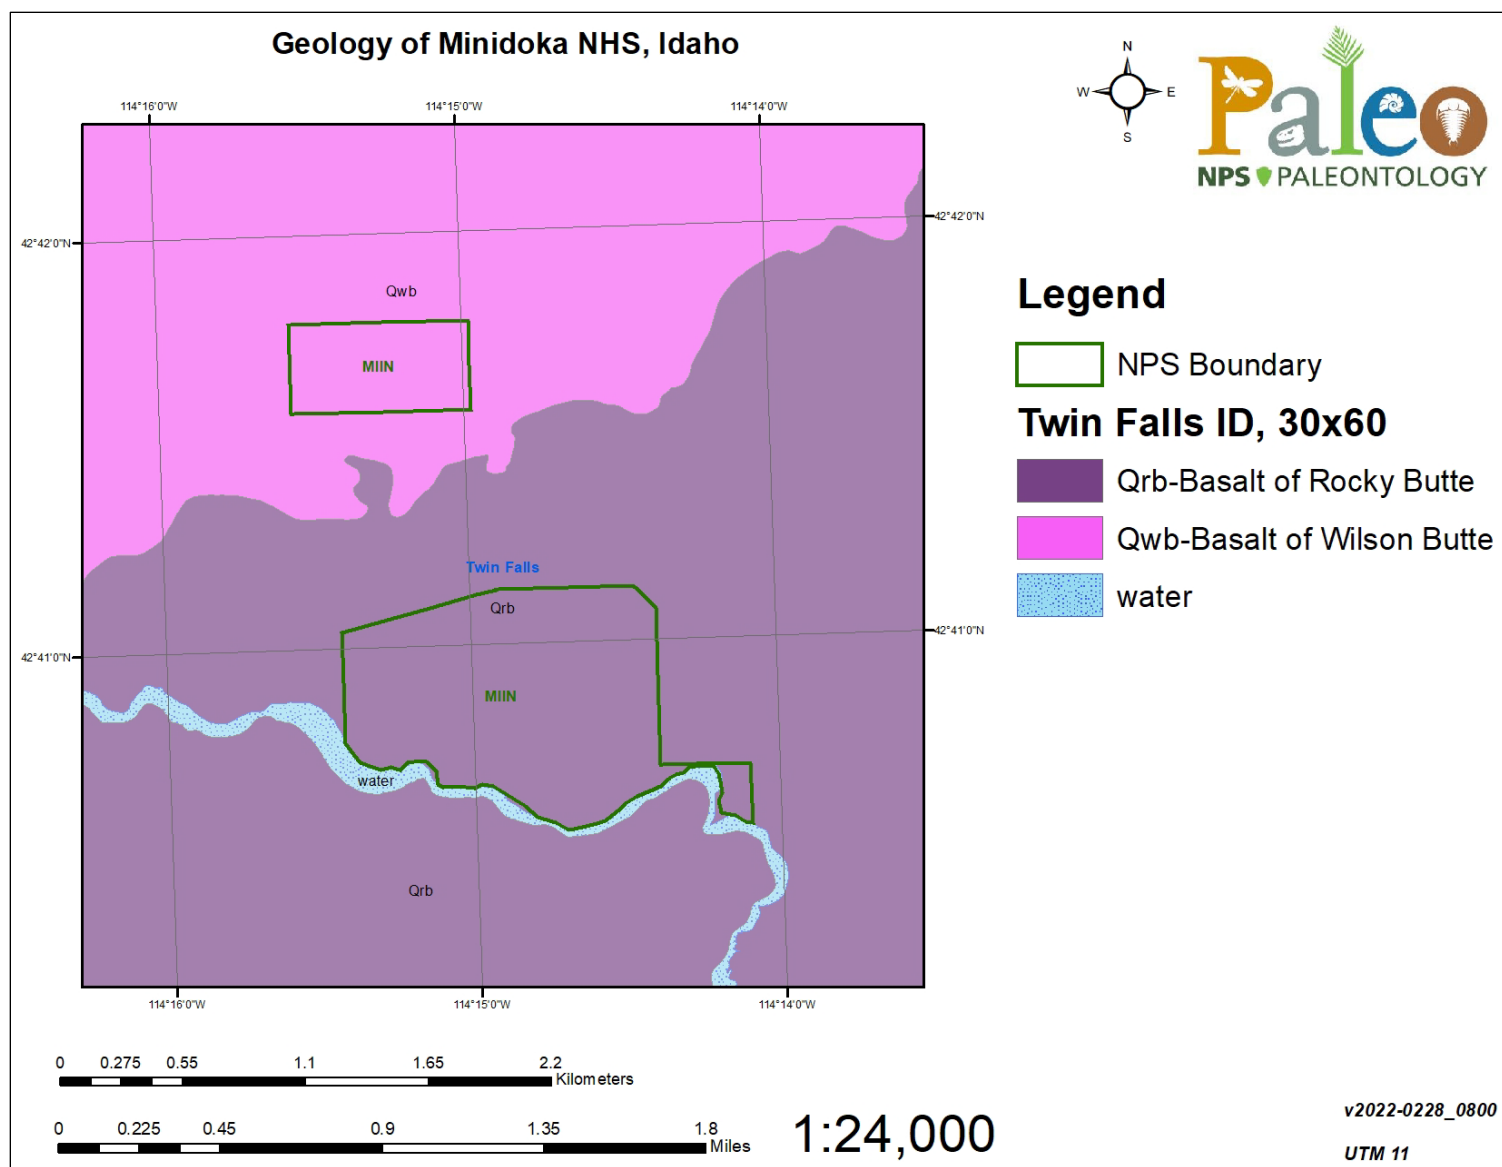 Geology of Minidoka NHS, Idaho
N
W E
S
Paleo
NPS PALEONTOLOGY
114°16'0"W 114°15'0"W 114°14'0"W
42°42'0"N 42°42'0"N
Qwb
MIIN
Legend
NPS Boundary
Twin Falls ID, 30x60
Qrb-Basalt of Rocky Butte
Qwb-Basalt of Wilson Butte
water
Twin Falls
Qrb
42°41'0"N 42°41'0"N
MIIN
water
Qrb
114°16'0"W 114°15'0"W 114°14'0"W
0 0.275 0.55 1.1 1.65 2.2
Kilometers
0 0.225 0.45 0.9 1.35 1.8
Miles
1:24,000
v2022-0228_0800
UTM 11